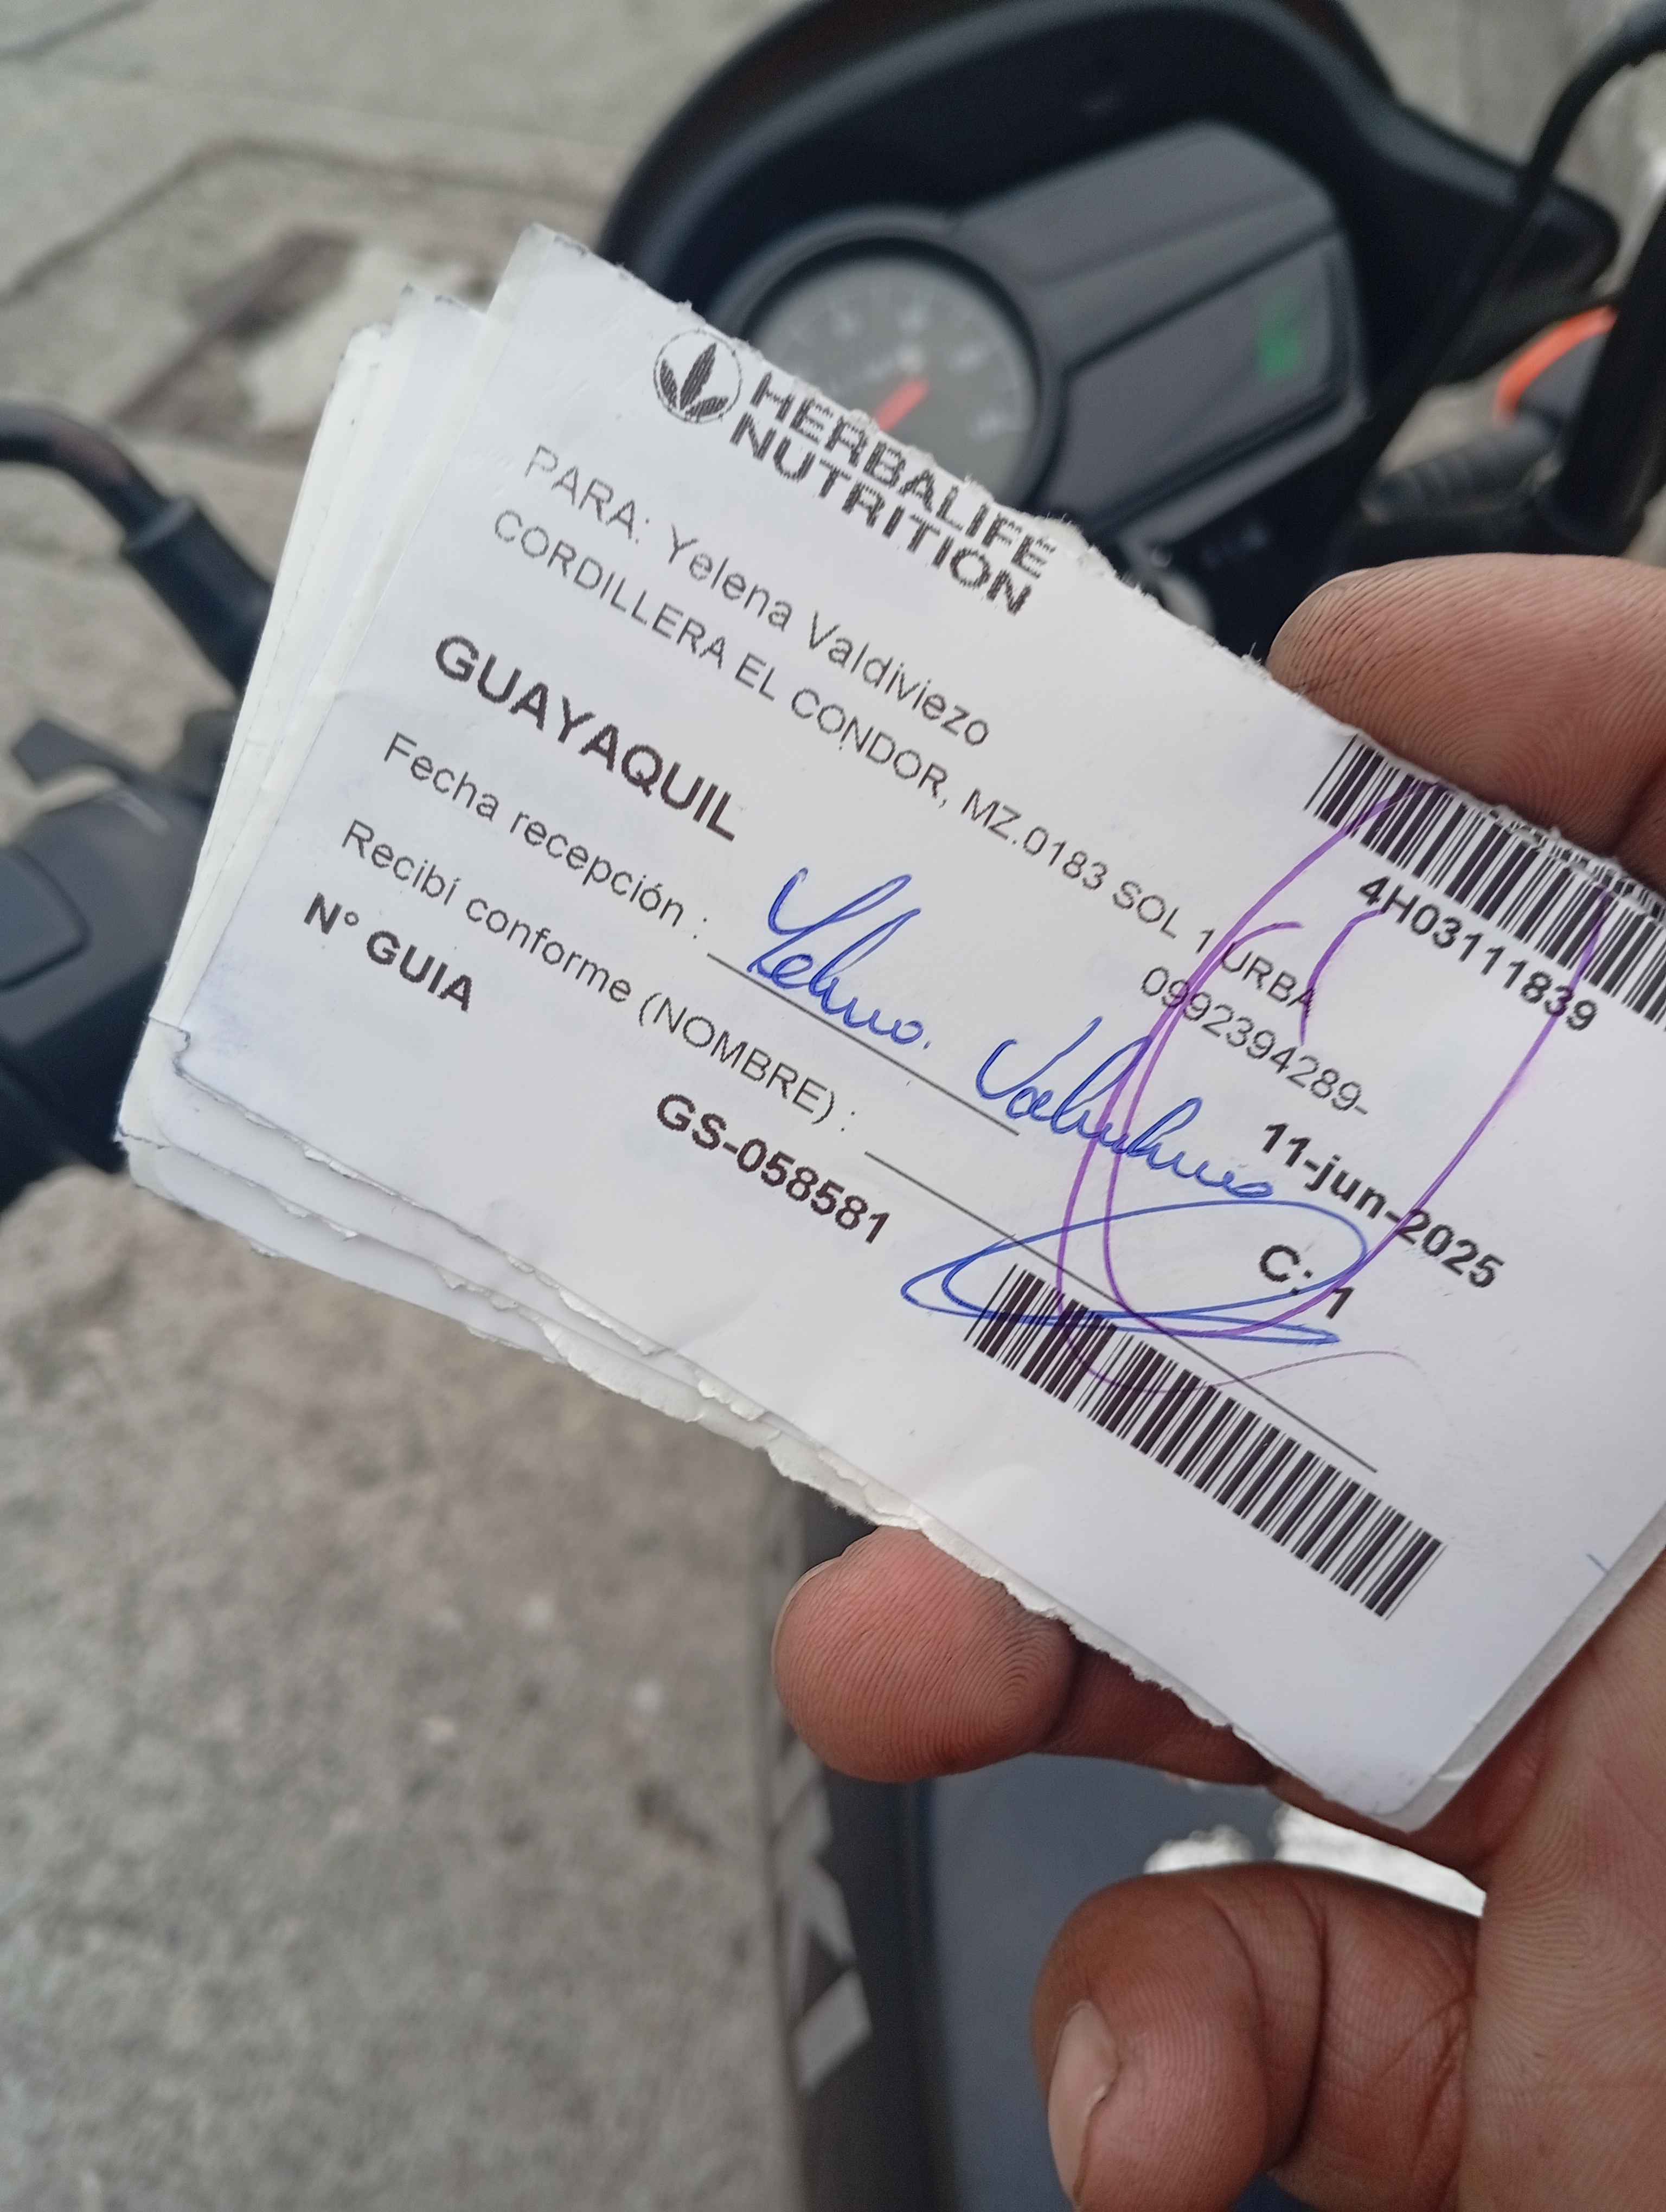 HERBALIFE
NUTRITION
PARA: Yelena Valdiviezo
CORDILLERA EL CONDOR, MZ.0183 SOL 1 URBA
0992394289-
GUAYAQUIL
11-jun-2025
Fecha recepción :
Recibí conforme (NOMBRE) :
C: 1
N° GUIA
GS-058581
4H03111839